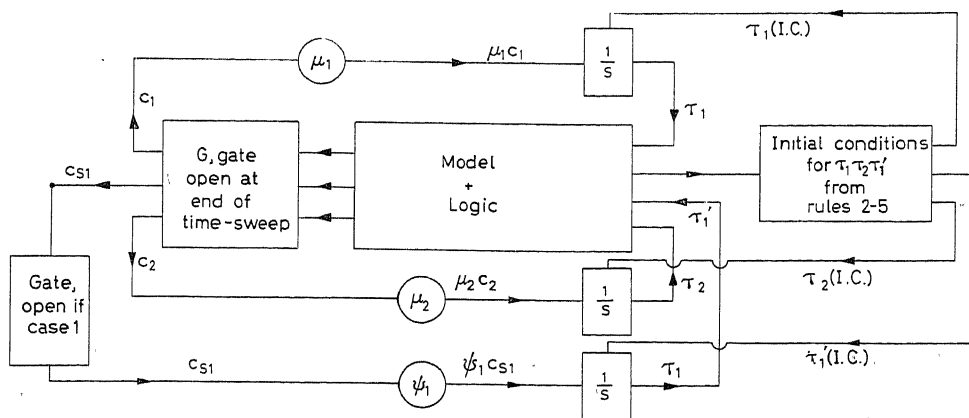 τ₁(I.C.)
μ₁
μ₁c₁
1
s
c₁
τ₁
G, gate
open at
end of
time-sweep
Model
+
Logic
Initial conditions
for τ₁τ₂τ₁′
from
rules 2-5
cS1
τ₁′
c₂
τ₂
τ₂(I.C.)
Gate,
open if
case 1
μ₂
μ₂c₂
1
s
τ₁′(I.C.)
cS1
ψ₁
ψ₁cS1
1
s
τ₁